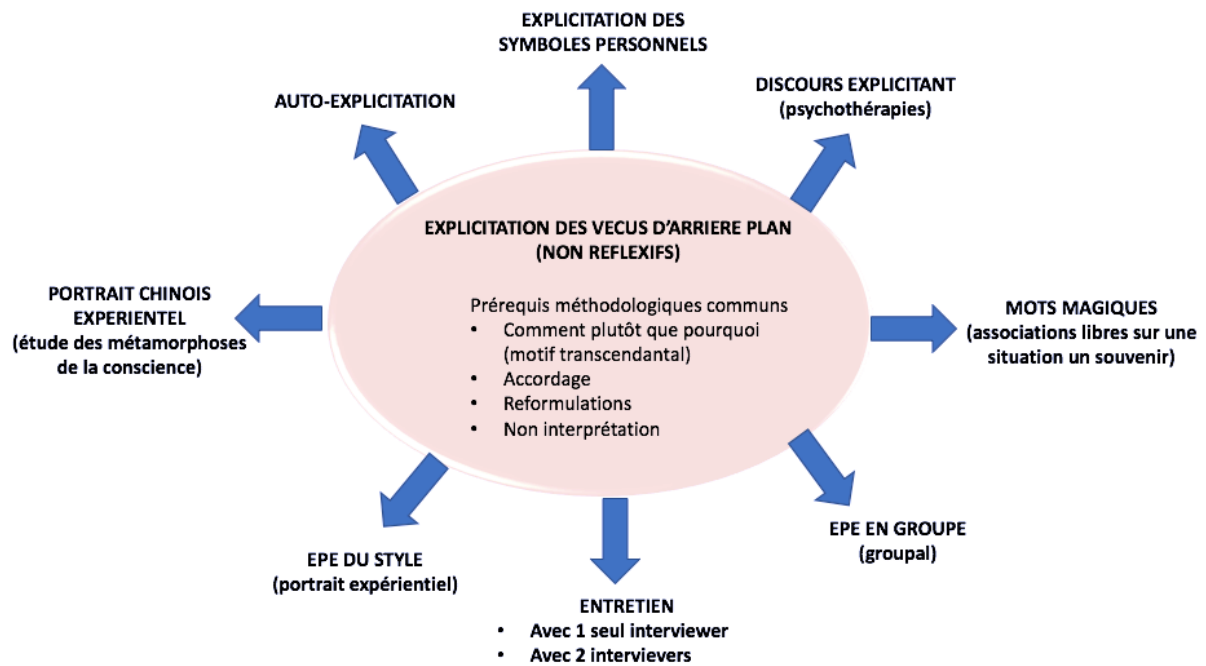 EXPLICITATION DES
SYMBOLES PERSONNELS
DISCOURS EXPLICITANT
(psychothérapies)
AUTO-EXPLICITATION
EXPLICITATION DES VECUS D'ARRIERE PLAN
(NON REFLEXIFS)
Prérequis méthodologiques communs
• Comment plutôt que pourquoi
(motif transcendantal)
• Accordage
• Reformulations
• Non interprétation
PORTRAIT CHINOIS
EXPERIENTEL
(étude des métamorphoses
de la conscience)
MOTS MAGIQUES
(associations libres sur une
situation un souvenir)
EPE EN GROUPE
(groupal)
EPE DU STYLE
(portrait expérientiel)
ENTRETIEN
• Avec 1 seul interviewer
• Avec 2 intervievers